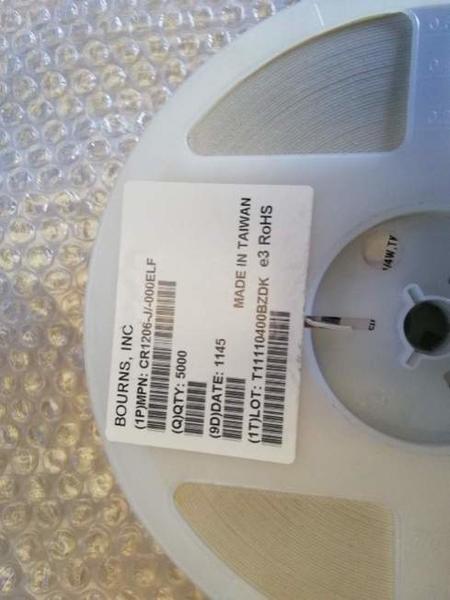 BOURNS, INC
(1P)MPN: CR1206-J/-000ELF
(Q)QTY: 5000
(9D)DATE: 1145
MADE IN TAIWAN
(1T)LOT: T11110400BZDK e3 RoHS